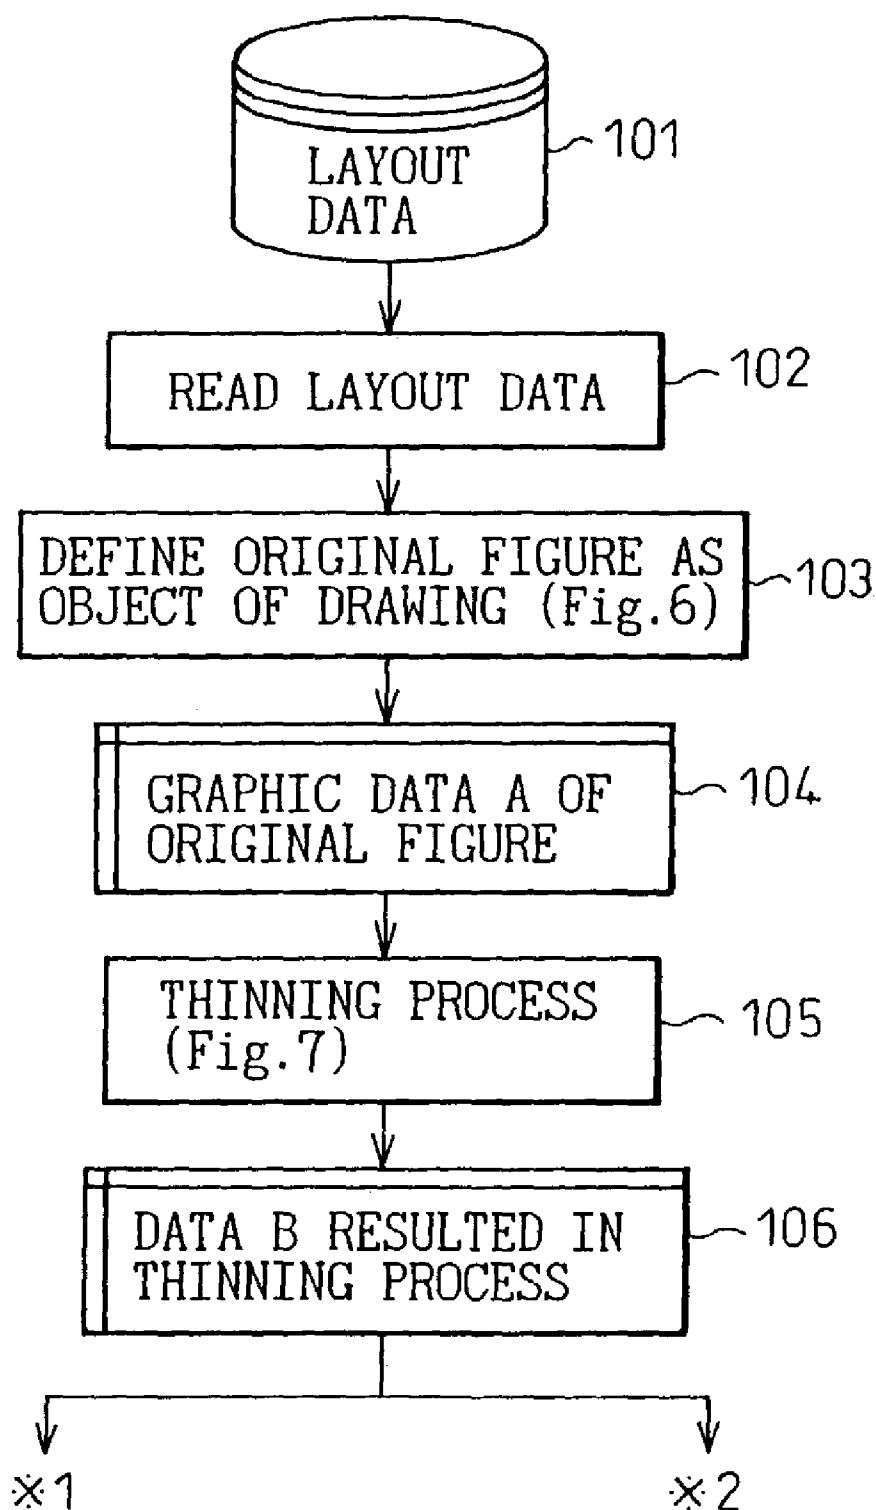 LAYOUT
DATA
101
READ LAYOUT DATA
102
DEFINE ORIGINAL FIGURE AS
OBJECT OF DRAWING (Fig.6)
103
GRAPHIC DATA A OF
ORIGINAL FIGURE
104
THINNING PROCESS
(Fig.7)
105
DATA B RESULTED IN
THINNING PROCESS
106
※1
※2